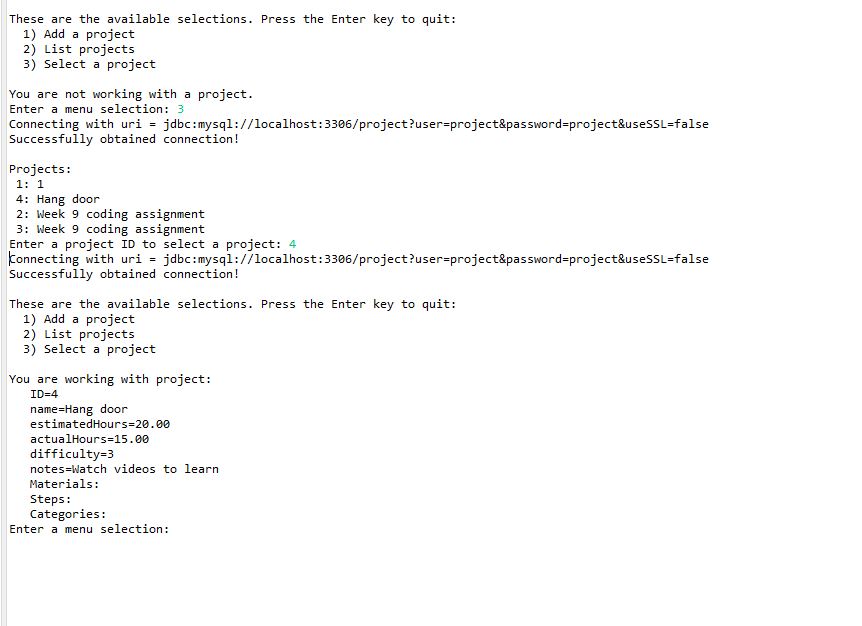 These are the available selections. Press the Enter key to quit:
  1) Add a project
  2) List projects
  3) Select a project

You are not working with a project.
Enter a menu selection: 3
Connecting with uri = jdbc:mysql://localhost:3306/project?user=project&password=project&useSSL=false
Successfully obtained connection!

Projects:
 1: 1
 4: Hang door
 2: Week 9 coding assignment
 3: Week 9 coding assignment
Enter a project ID to select a project: 4
Connecting with uri = jdbc:mysql://localhost:3306/project?user=project&password=project&useSSL=false
Successfully obtained connection!

These are the available selections. Press the Enter key to quit:
  1) Add a project
  2) List projects
  3) Select a project

You are working with project:
   ID=4
   name=Hang door
   estimatedHours=20.00
   actualHours=15.00
   difficulty=3
   notes=Watch videos to learn
   Materials:
   Steps:
   Categories:
Enter a menu selection: